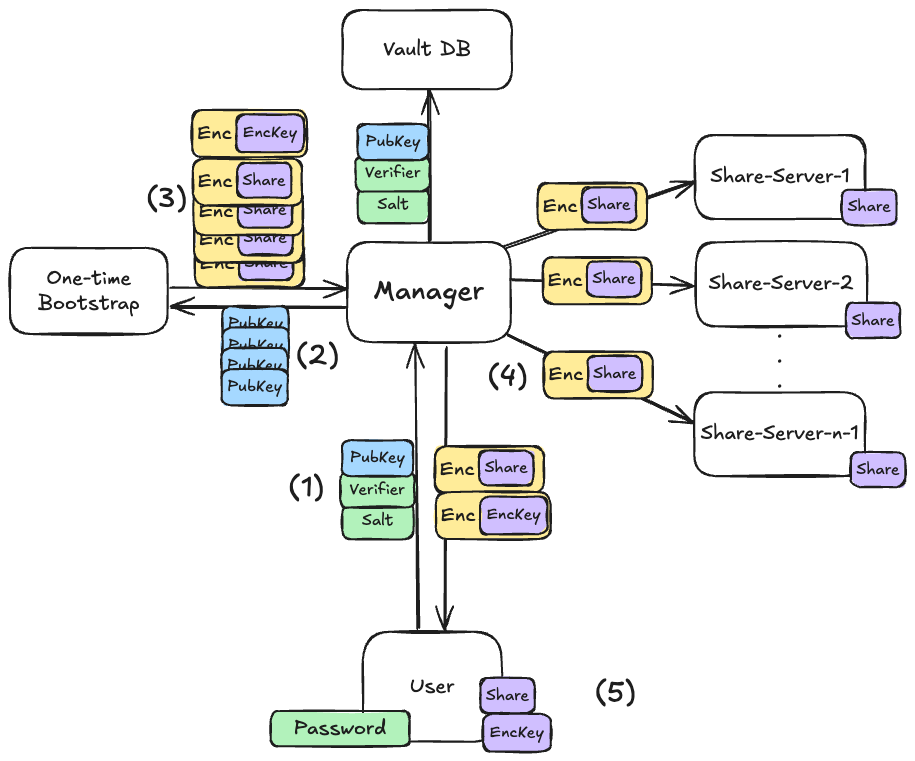 Vault DB
Enc EncKey
PubKey
Verifier
Salt
(3)
Enc Share
Enc Share
Enc Share
Enc Share
Share-Server-1
Share
Enc Share
One-time
Bootstrap
Manager
Enc Share
Share-Server-2
Share
PubKey
PubKey
PubKey
PubKey
(2)
(4)
Enc Share
Share-Server-n-1
Share
(1)
PubKey
Verifier
Salt
Enc Share
Enc EncKey
User
Share
EncKey
Password
(5)